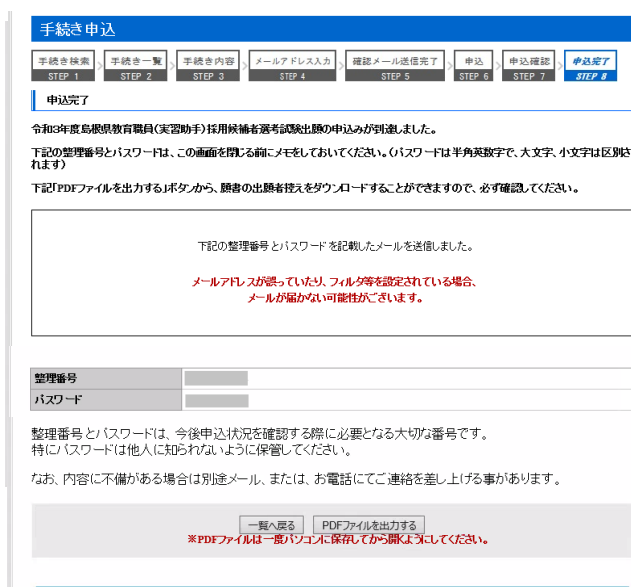 手続き申込
手続き検索 手続き一覧 手続き内容 メールアドレス入力 確認メール送信完了 申込 申込確認 申込完了
STEP 1 STEP 2 STEP 3 STEP 4 STEP 5 STEP 6 STEP 7 STEP 8
申込完了
令和3年度島根県教育職員(実習助手)採用候補者選考試験出願の申込みが到達しました。
下記の整理番号とパスワードは、この画面を閉じる前にメモをしておいてください。(パスワードは半角英数字で、大文字、小文字は区別さ
れます)
下記「PDFファイルを出力する」ボタンから、願書の出願者控えをダウンロードすることができますので、必ず確認してください。
下記の整理番号とパスワードを記載したメールを送信しました。
メールアドレスが誤っていたり、フィルタ等を設定されている場合、
メールが届かない可能性がございます。
整理番号
パスワード
整理番号とパスワードは、今後申込状況を確認する際に必要となる大切な番号です。
特にパスワードは他人に知られないように保管してください。
なお、内容に不備がある場合は別途メール、または、お電話にてご連絡を差し上げる事があります。
一覧へ戻る PDFファイルを出力する
※PDFファイルは一度パソコンに保存してから開くようにしてください。